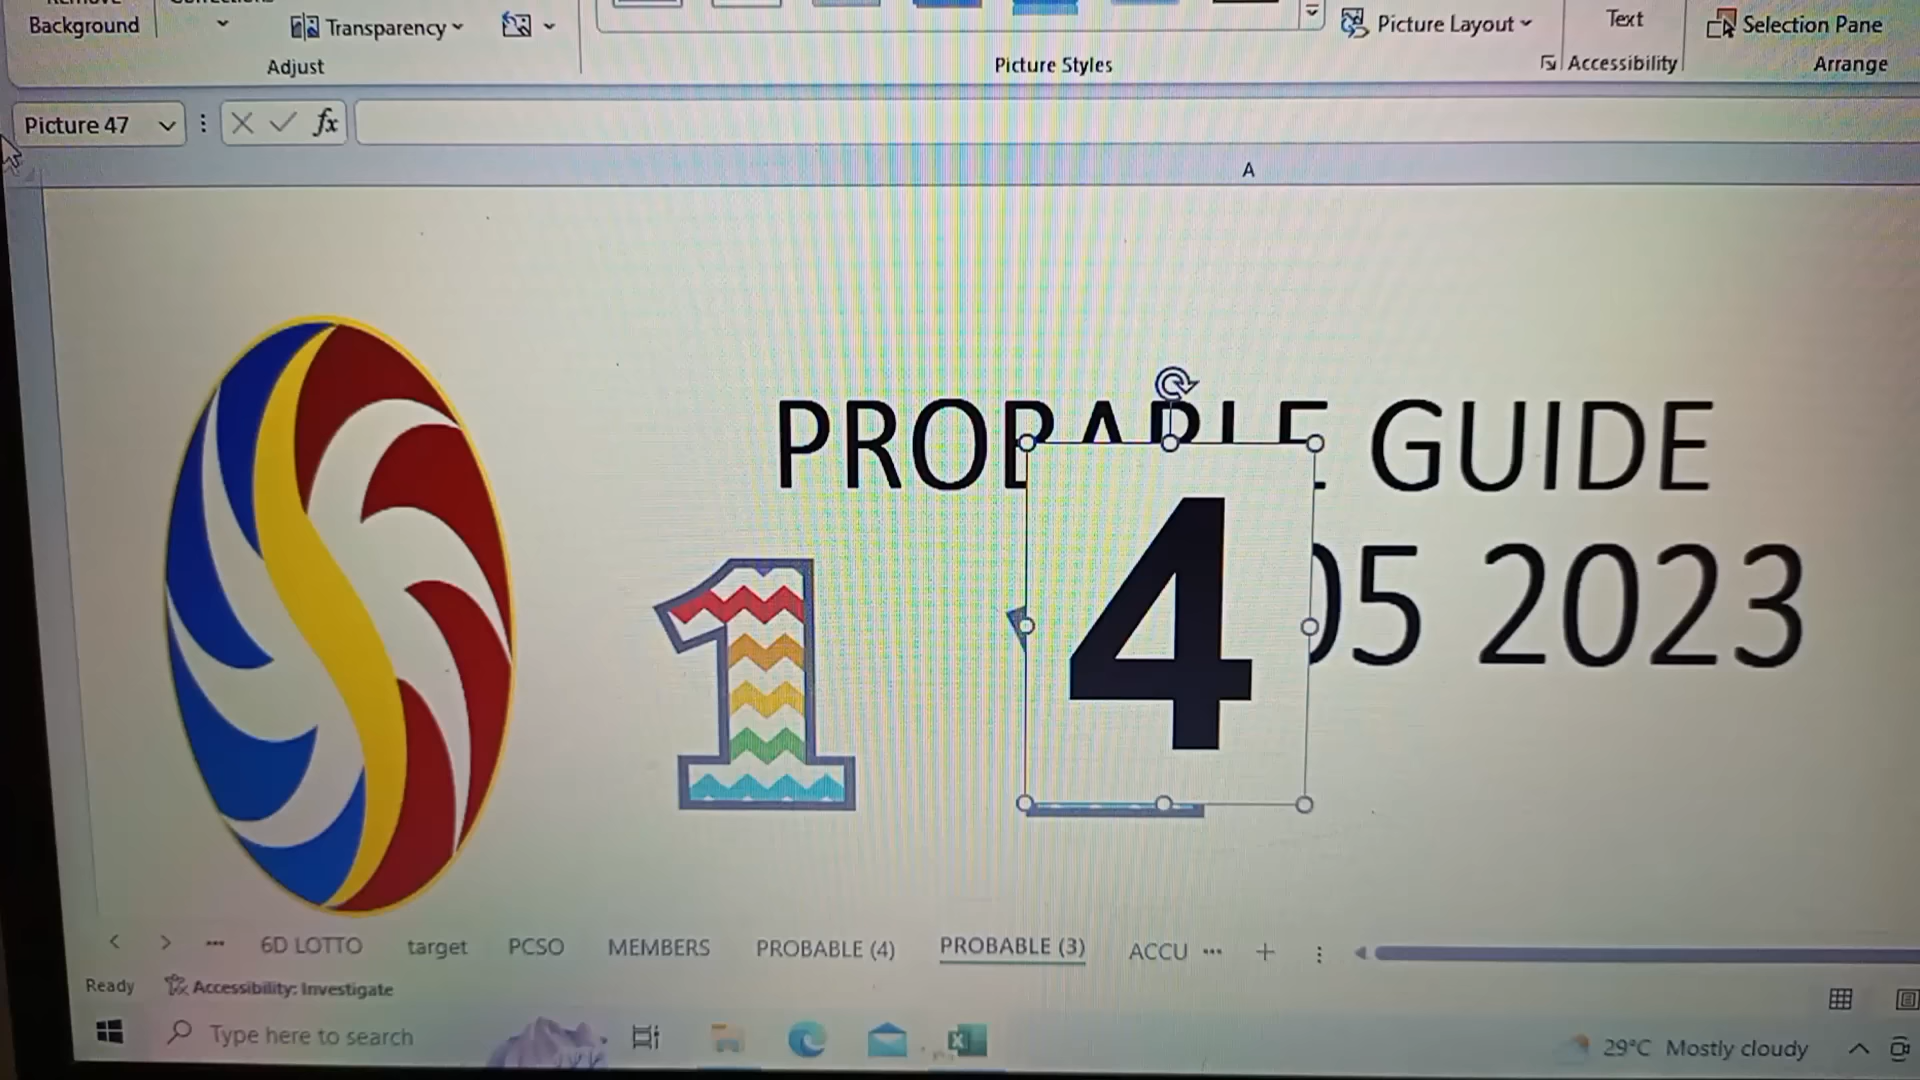 Background
Transparency
Picture Layout
Text
Selection Pane
Adjust
Picture Styles
Accessibility
Arrange
Picture 47
fx
A
PROBABLE GUIDE
1
4
05 2023
6D LOTTO
target
PCSO
MEMBERS
PROBABLE (4)
PROBABLE (3)
ACCU
Ready
Accessibility: Investigate
Type here to search
29°C Mostly cloudy